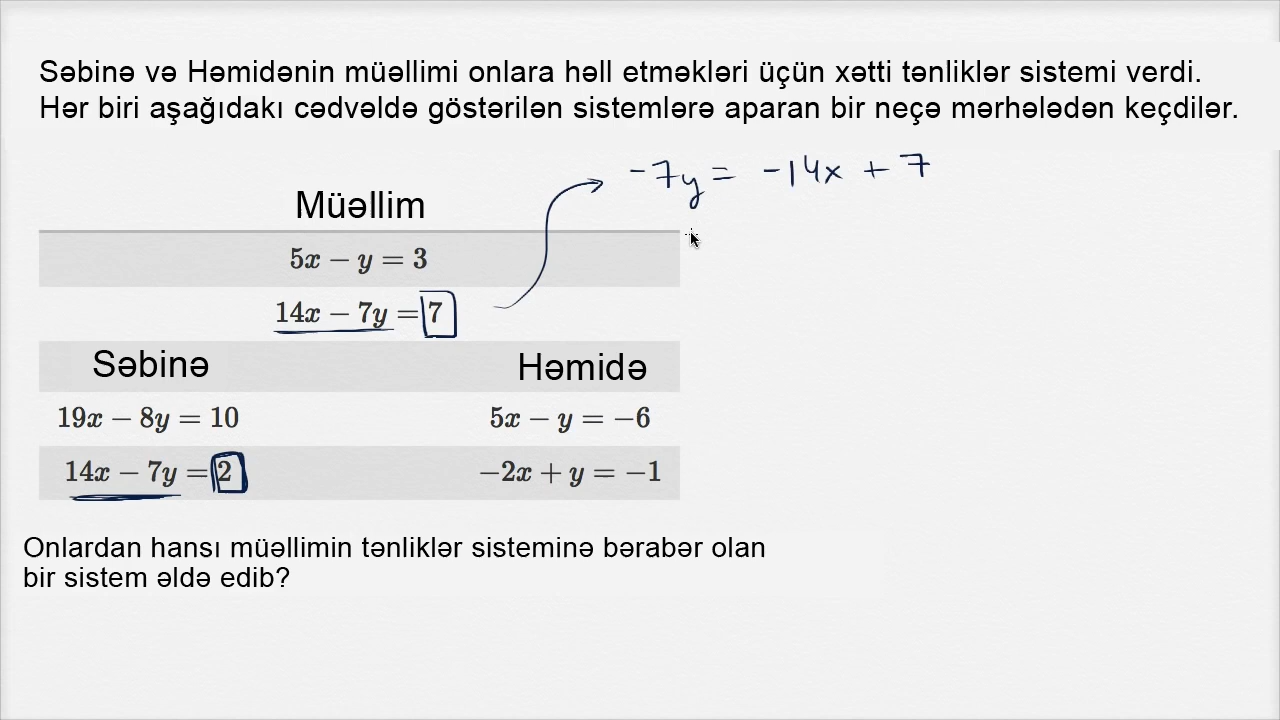 Səbinə və Həmidənin müəllimi onlara həll etməkləri üçün xətti tənliklər sistemi verdi.
Hər biri aşağıdakı cədvəldə göstərilən sistemlərə aparan bir neçə mərhələdən keçdilər.
-7y = -14x + 7
Müəllim
5x − y = 3
14x − 7y = 7
Səbinə Həmidə
19x − 8y = 10 5x − y = −6
14x − 7y = 2 −2x + y = −1
Onlardan hansı müəllimin tənliklər sisteminə bərabər olan
bir sistem əldə edib?